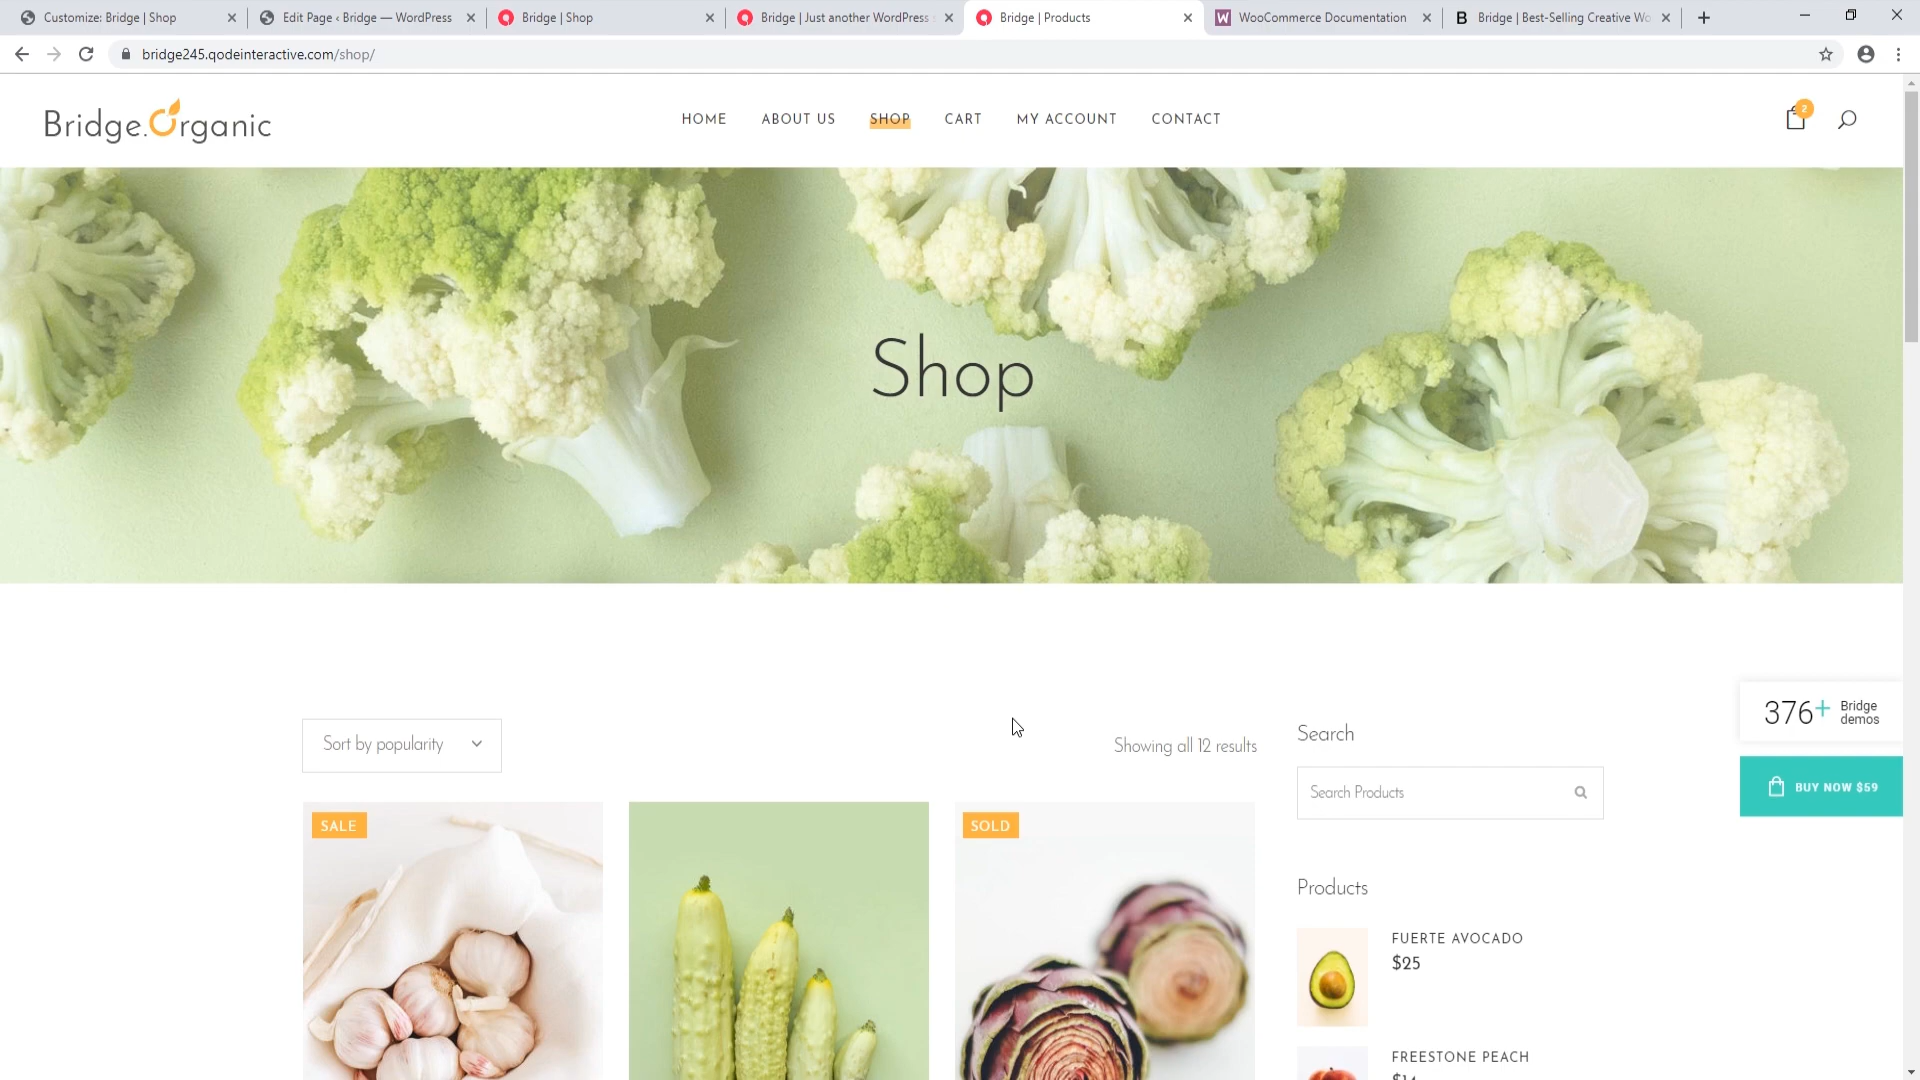 Customize: Bridge | Shop
Edit Page ‹ Bridge — WordPress
Bridge | Shop
Bridge | Just another WordPress
Bridge | Products
WooCommerce Documentation
B Bridge | Best-Selling Creative Wo
bridge245.qodeinteractive.com/shop/
Bridge.Organic
HOME
ABOUT US
SHOP
CART
MY ACCOUNT
CONTACT
2
Shop
376+ Bridge demos
BUY NOW $59
Sort by popularity
Showing all 12 results
Search
Search Products
SALE
SOLD
Products
FUERTE AVOCADO
$25
FREESTONE PEACH
$14